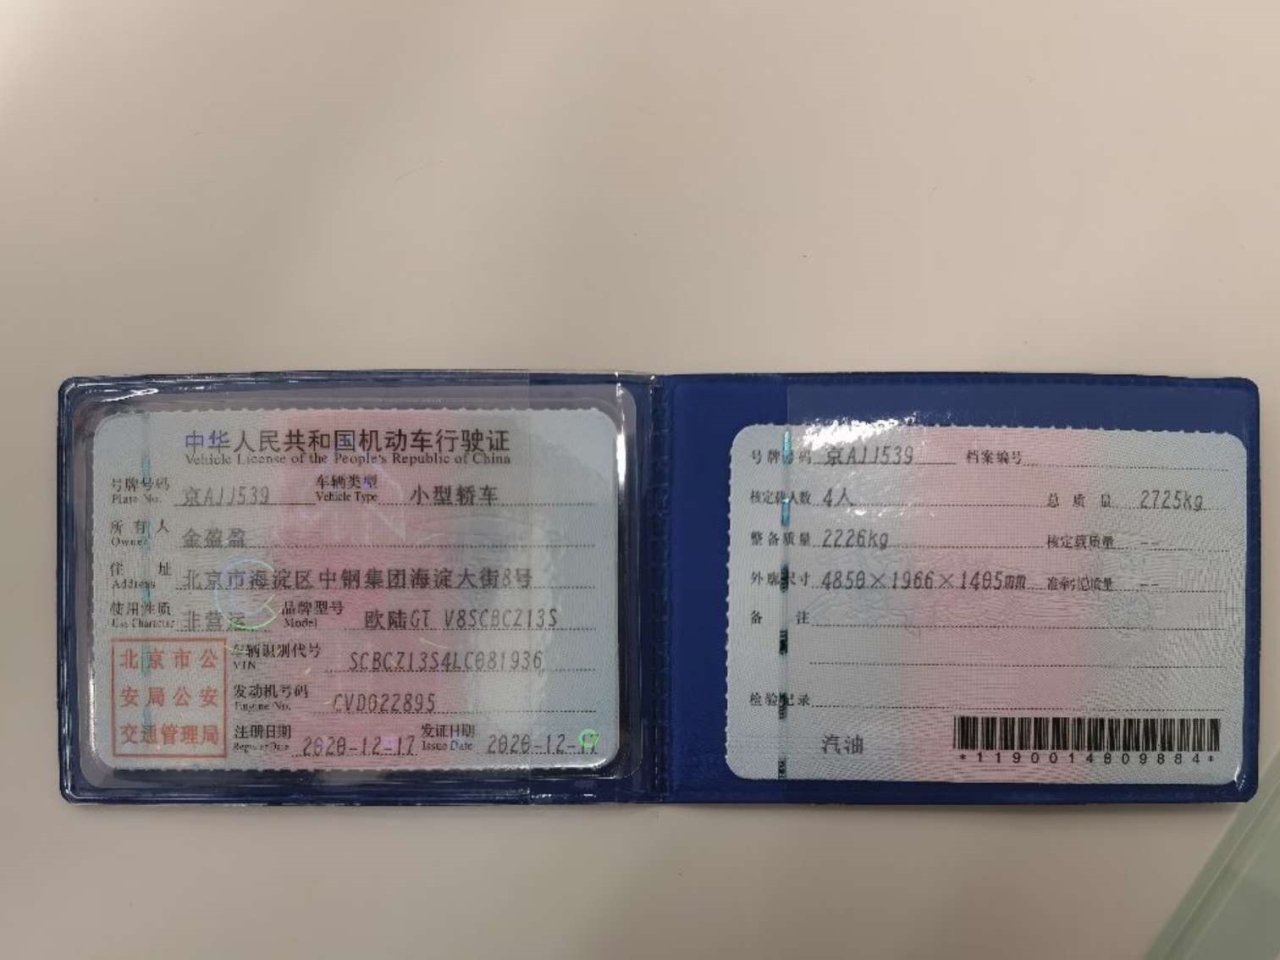 中华人民共和国机动车行驶证
Vehicle License of the People's Republic of China
号牌号码 京AJJ539 车辆类型 小型轿车
Plate No. Vehicle Type
所有人 金盈盈
Owner
住址 北京市海淀区中钢集团海淀大街8号
Address
使用性质 非营运 品牌型号 欧陆GT V8SCBCZ13S
Use Character Model
北京市公安局公安交通管理局
车辆识别代号 SCBCZ13S4LC081936
VIN
发动机号码 CVD022895
Engine No.
注册日期 2020-12-17 发证日期 2020-12-17
Register Date Issue Date
号牌号码 京AJJ539 档案编号
核定载人数 4人 总质量 2725kg
整备质量 2226kg 核定载质量 --
外廓尺寸 4850×1966×1405mm 准牵引总质量 --
备注
检验记录
汽油
*1190014809884*